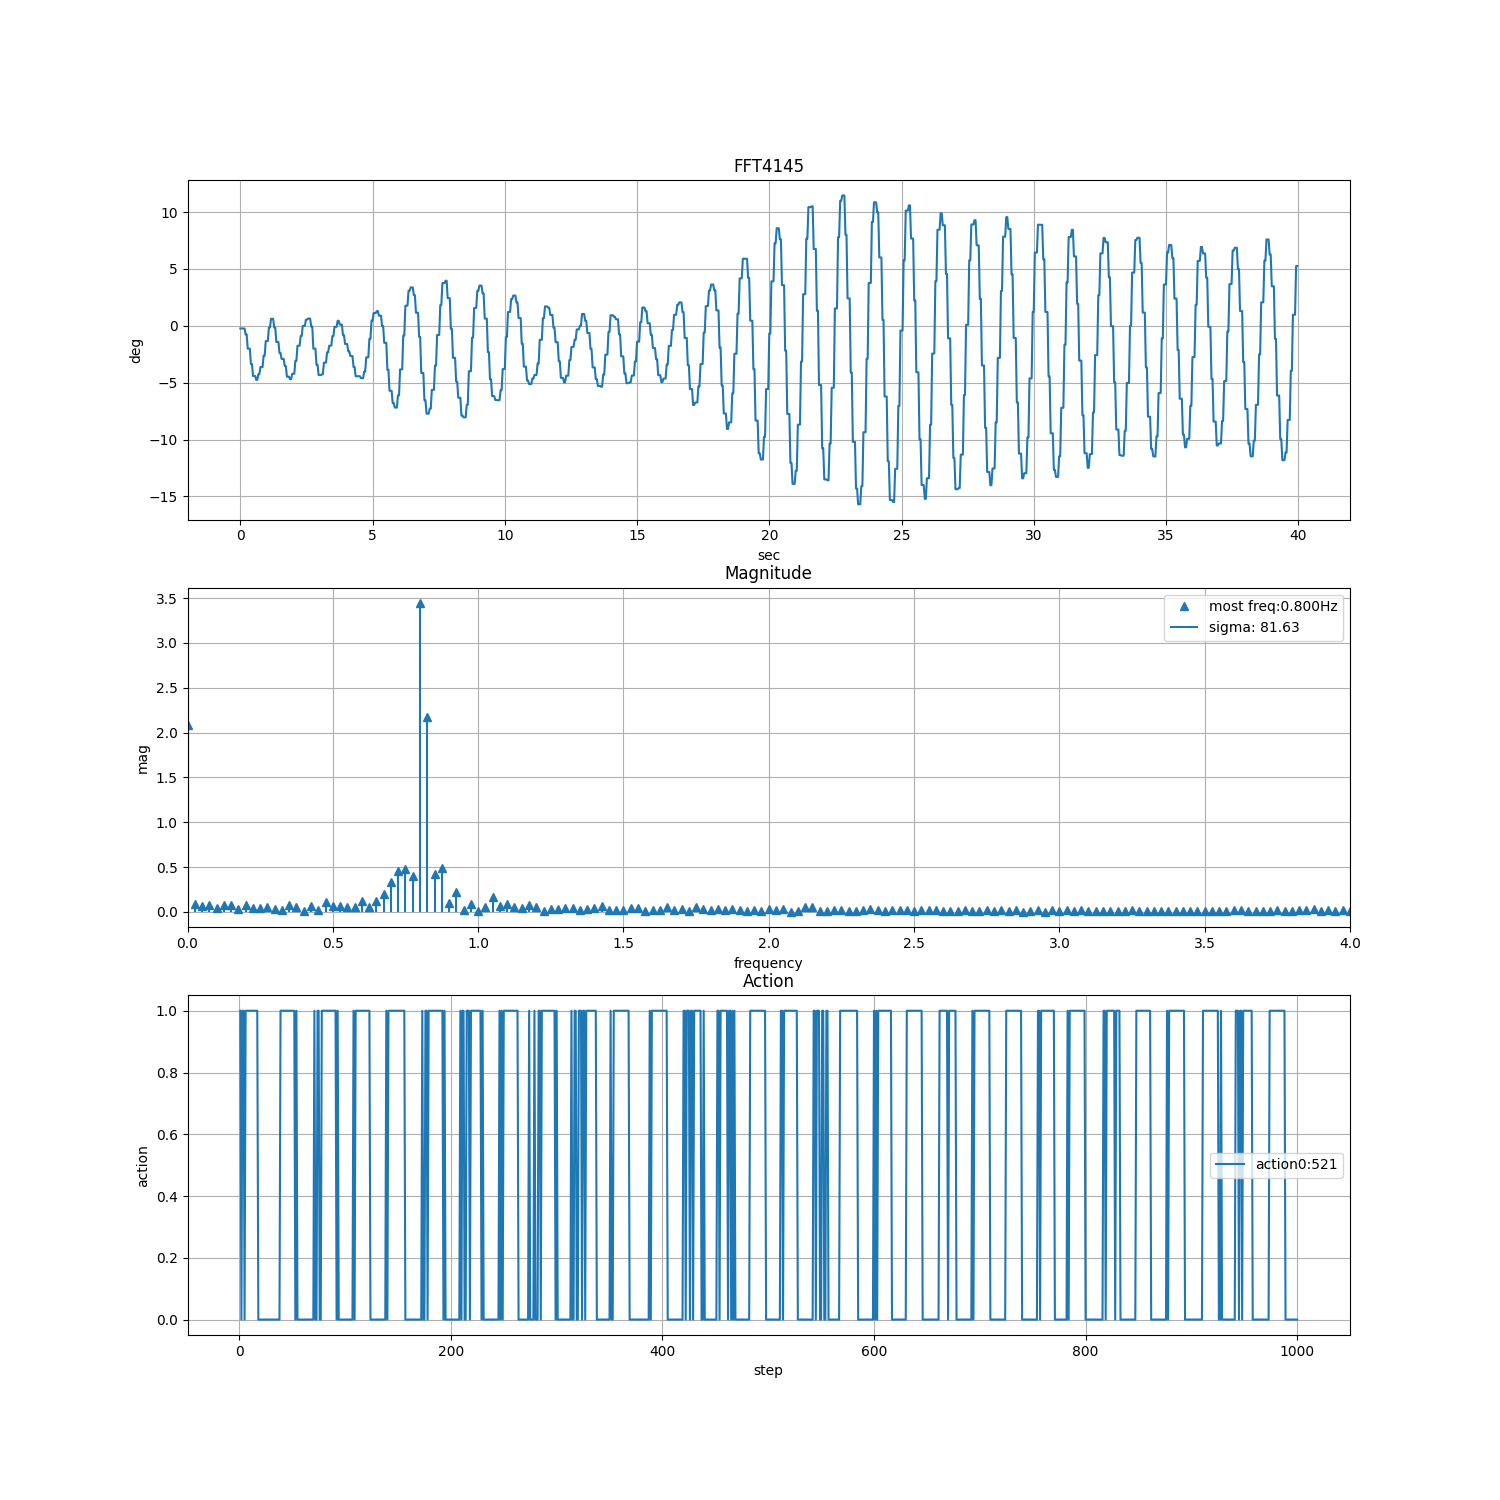 FFT4145
10
5
0
−5
−10
−15
deg
0 5 10 15 20 25 30 35 40
sec
Magnitude
3.5
3.0
2.5
2.0
1.5
1.0
0.5
0.0
mag
most freq:0.800Hz
sigma: 81.63
0.0 0.5 1.0 1.5 2.0 2.5 3.0 3.5 4.0
frequency
Action
1.0
0.8
0.6
0.4
0.2
0.0
action
action0:521
0 200 400 600 800 1000
step